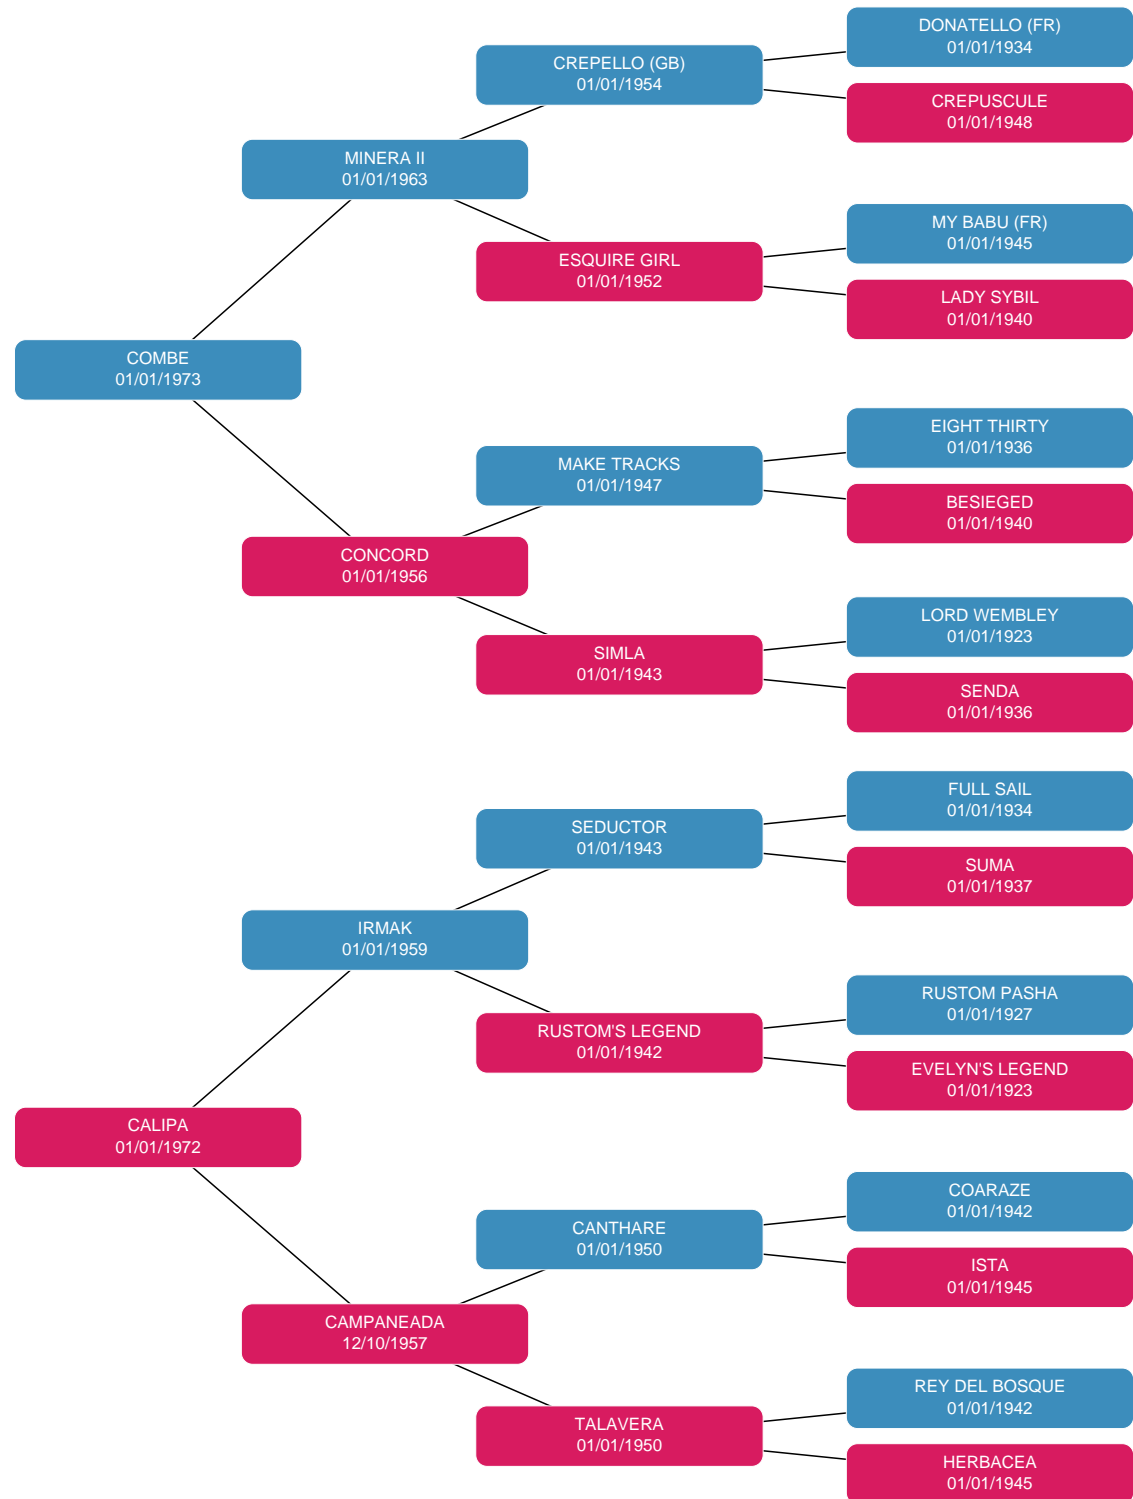 DONATELLO (FR)
01/01/1934
CREPELLO (GB)
01/01/1954
CREPUSCULE
01/01/1948
MINERA II
01/01/1963
MY BABU (FR)
01/01/1945
ESQUIRE GIRL
01/01/1952
LADY SYBIL
01/01/1940
COMBE
01/01/1973
EIGHT THIRTY
01/01/1936
MAKE TRACKS
01/01/1947
BESIEGED
01/01/1940
CONCORD
01/01/1956
LORD WEMBLEY
01/01/1923
SIMLA
01/01/1943
SENDA
01/01/1936
FULL SAIL
01/01/1934
SEDUCTOR
01/01/1943
SUMA
01/01/1937
IRMAK
01/01/1959
RUSTOM PASHA
01/01/1927
RUSTOM'S LEGEND
01/01/1942
EVELYN'S LEGEND
01/01/1923
CALIPA
01/01/1972
COARAZE
01/01/1942
CANTHARE
01/01/1950
ISTA
01/01/1945
CAMPANEADA
12/10/1957
REY DEL BOSQUE
01/01/1942
TALAVERA
01/01/1950
HERBACEA
01/01/1945